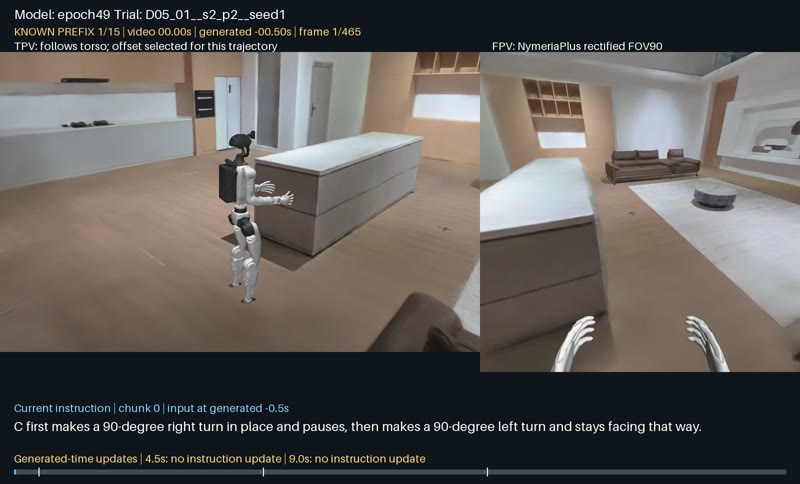 Model: epoch49 Trial: D05_01__s2_p2__seed1
KNOWN PREFIX 1/15 | video 00.00s | generated -00.50s | frame 1/465
TPV: follows torso; offset selected for this trajectory
FPV: NymeriaPlus rectified FOV90
Current instruction | chunk 0 | input at generated -0.5s
C first makes a 90-degree right turn in place and pauses, then makes a 90-degree left turn and stays facing that way.
Generated-time updates | 4.5s: no instruction update | 9.0s: no instruction update